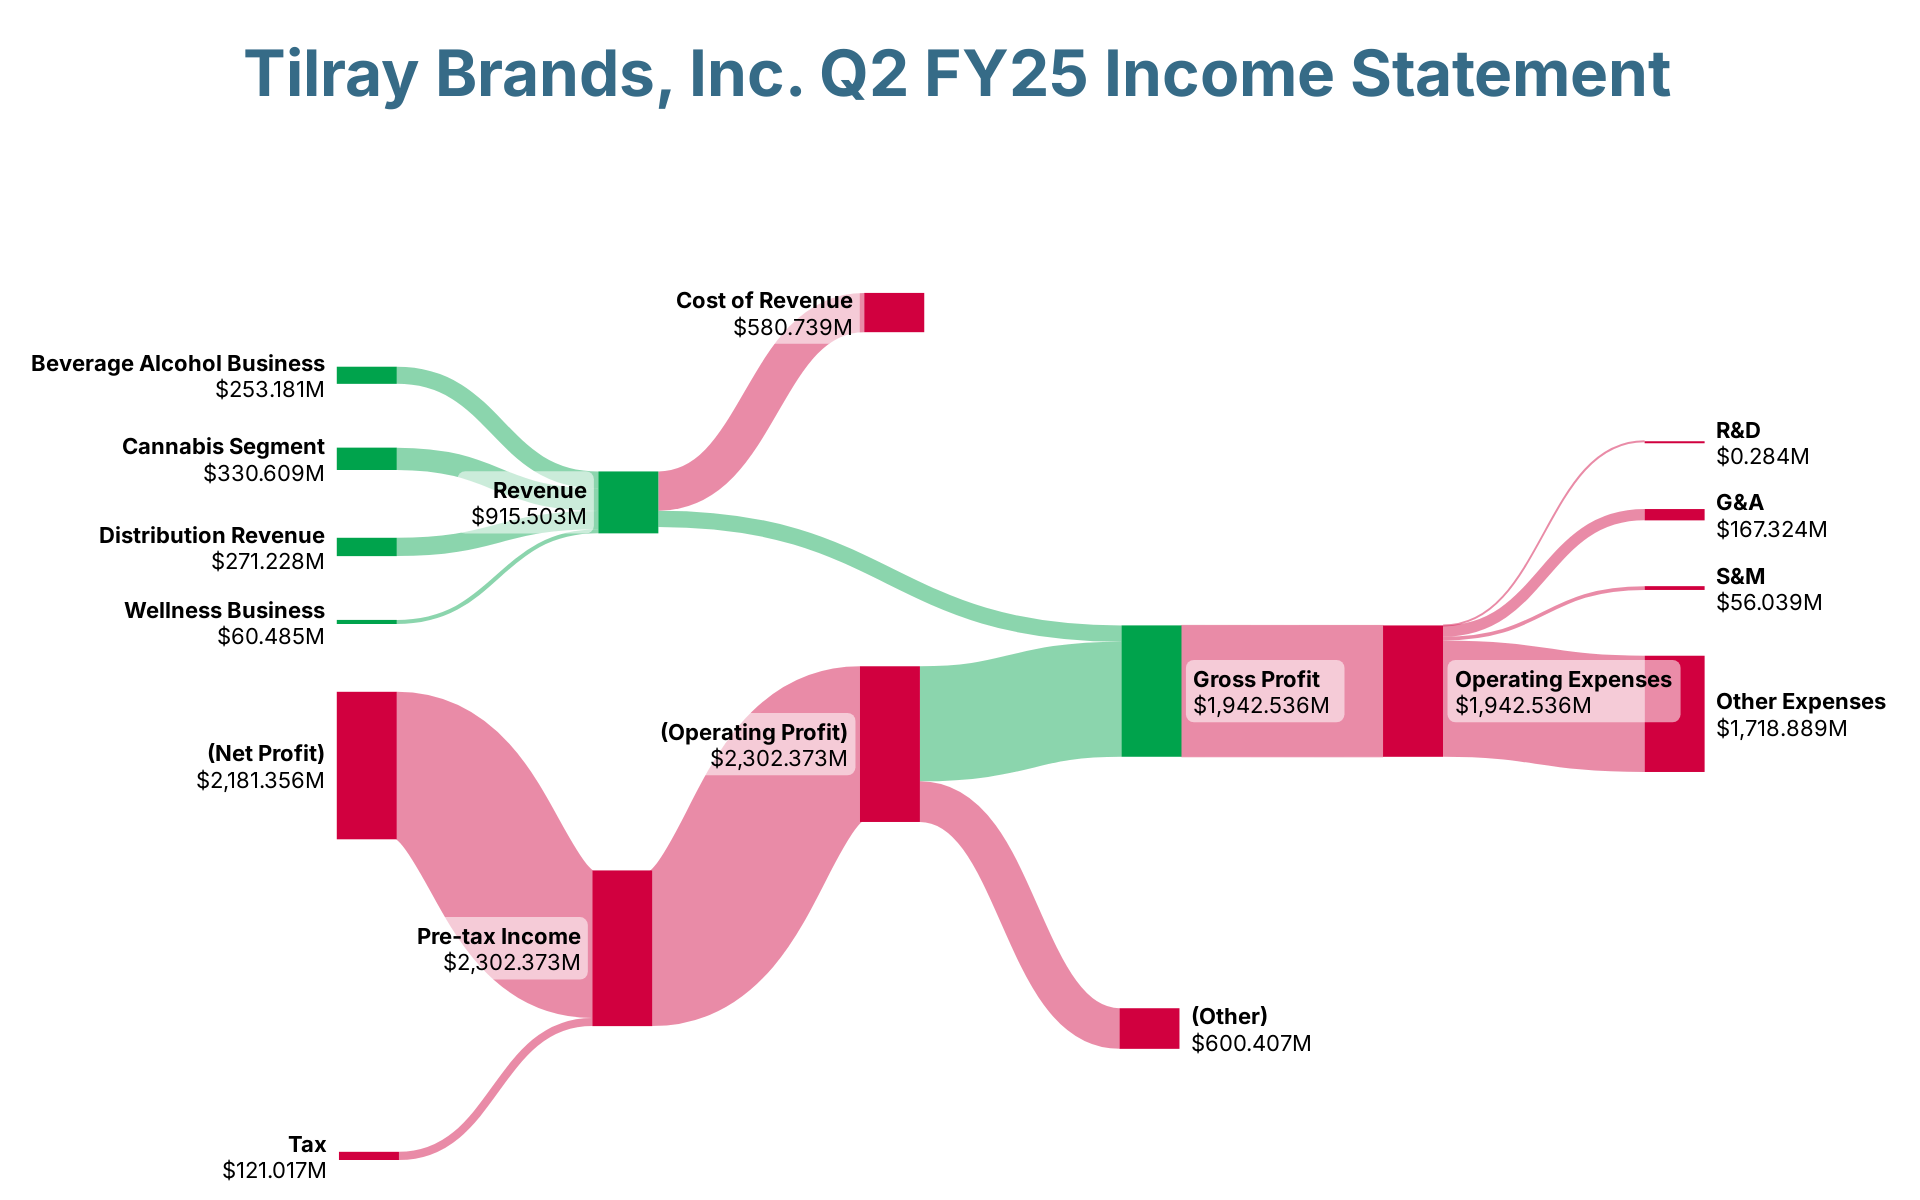 Tilray Brands, Inc. Q2 FY25 Income Statement
Cost of Revenue
$580.739M
Beverage Alcohol Business
$253.181M
Cannabis Segment
$330.609M
Revenue
$915.503M
Distribution Revenue
$271.228M
Wellness Business
$60.485M
R&D
$0.284M
G&A
$167.324M
S&M
$56.039M
(Net Profit)
$2,181.356M
(Operating Profit)
$2,302.373M
Gross Profit
$1,942.536M
Operating Expenses
$1,942.536M
Other Expenses
$1,718.889M
Pre-tax Income
$2,302.373M
(Other)
$600.407M
Tax
$121.017M